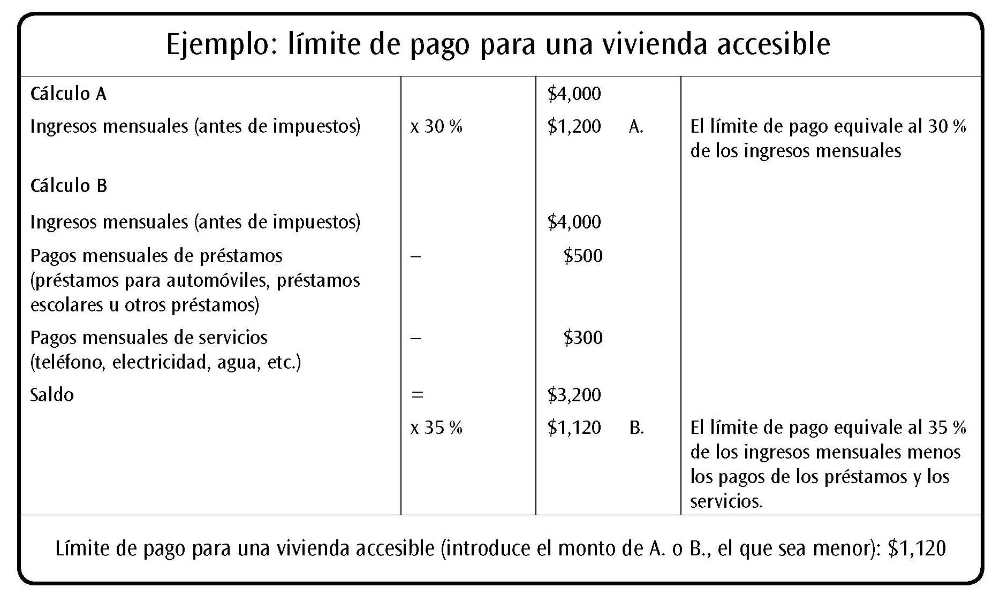 Ejemplo: límite de pago para una vivienda accesible
Cálculo A $4,000
Ingresos mensuales (antes de impuestos) x 30 % $1,200 A. El límite de pago equivale al 30 %
de los ingresos mensuales
Cálculo B
Ingresos mensuales (antes de impuestos) $4,000
Pagos mensuales de préstamos – $500
(préstamos para automóviles, préstamos
escolares u otros préstamos)
Pagos mensuales de servicios – $300
(teléfono, electricidad, agua, etc.)
Saldo = $3,200
x 35 % $1,120 B. El límite de pago equivale al 35 %
de los ingresos mensuales menos
los pagos de los préstamos y los
servicios.
Límite de pago para una vivienda accesible (introduce el monto de A. o B., el que sea menor): $1,120